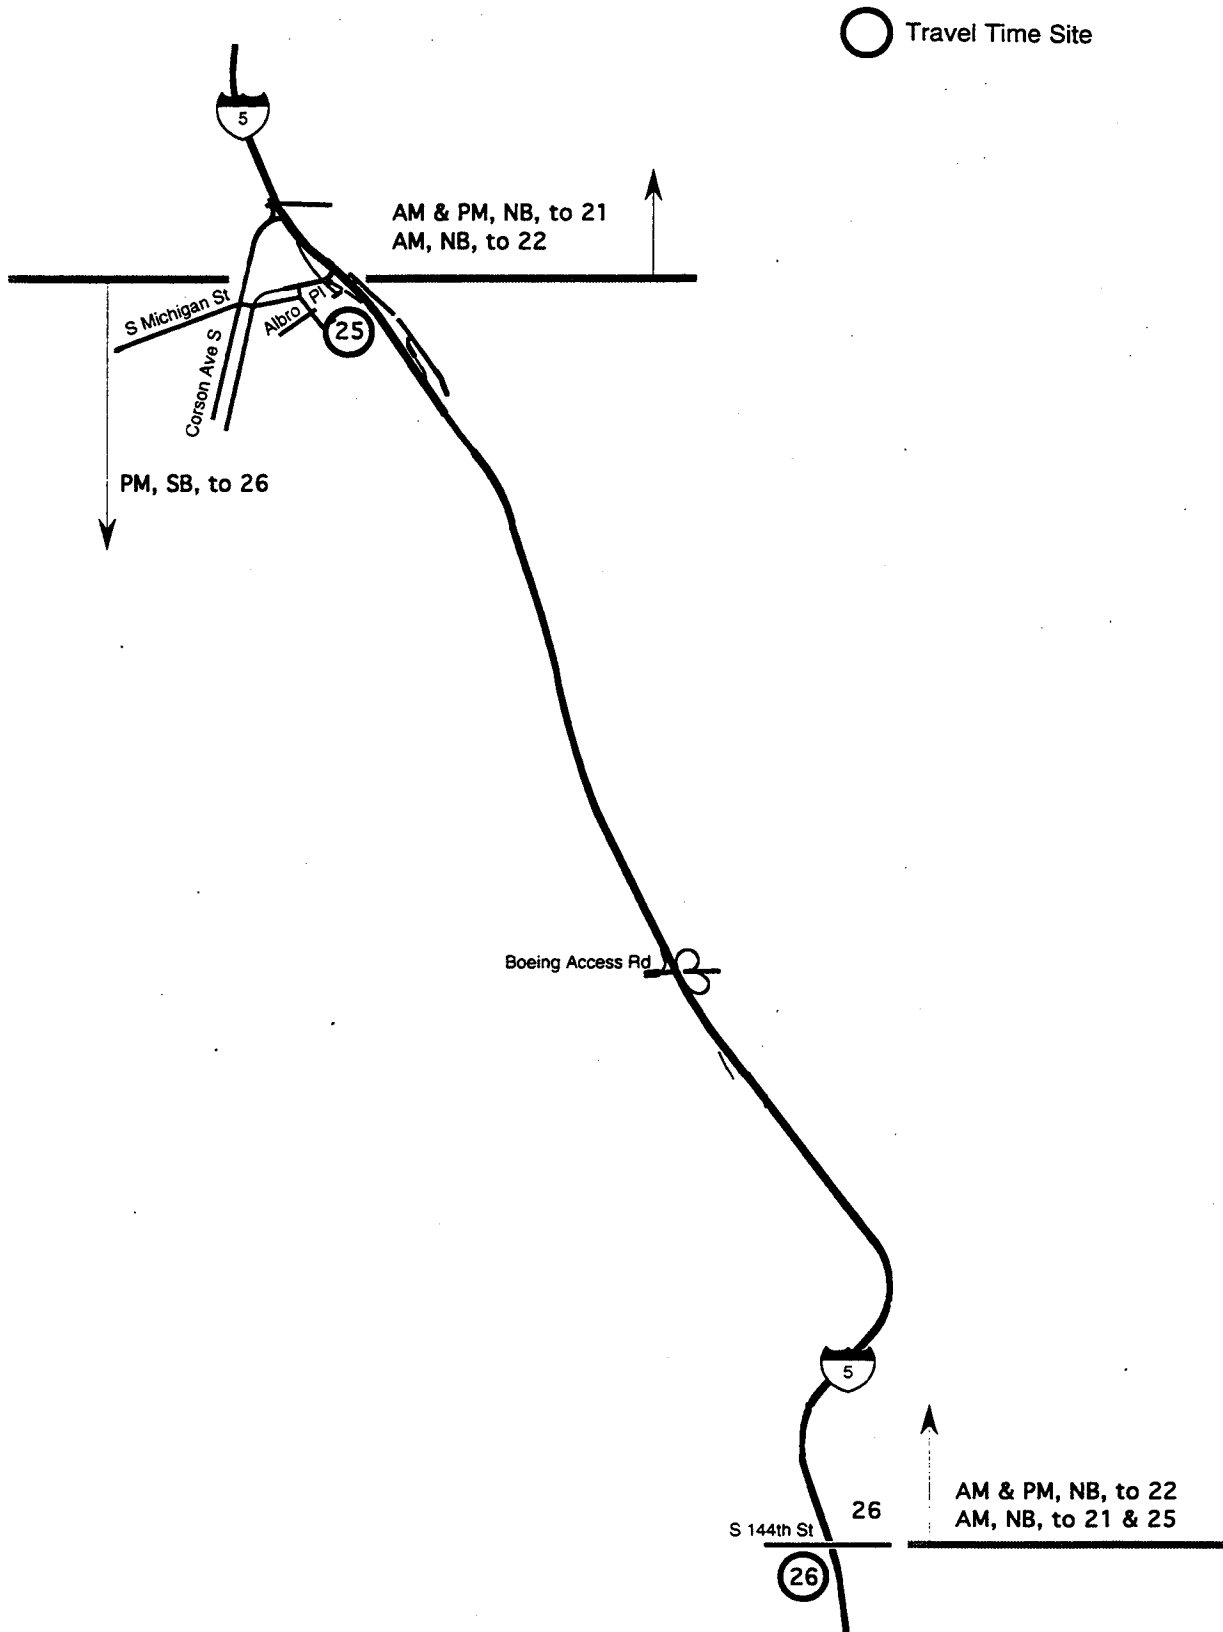 Travel Time Site
5
AM & PM, NB, to 21
AM, NB, to 22
S Michigan St
Albro Pl
25
Corson Ave S
PM, SB, to 26
Boeing Access Rd
5
AM & PM, NB, to 22
AM, NB, to 21 & 25
26
S 144th St
26